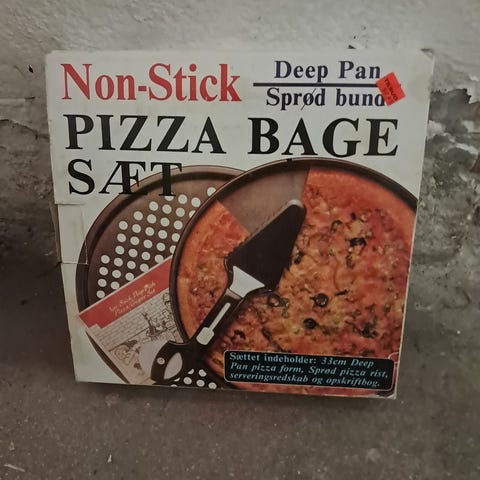 Non-Stick
Deep Pan
Sprød bund
PIZZA BAGE
SÆT
Sættet indeholder: 33cm Deep
Pan pizza form, Sprød pizza rist,
serveringsredskab og opskriftbog.